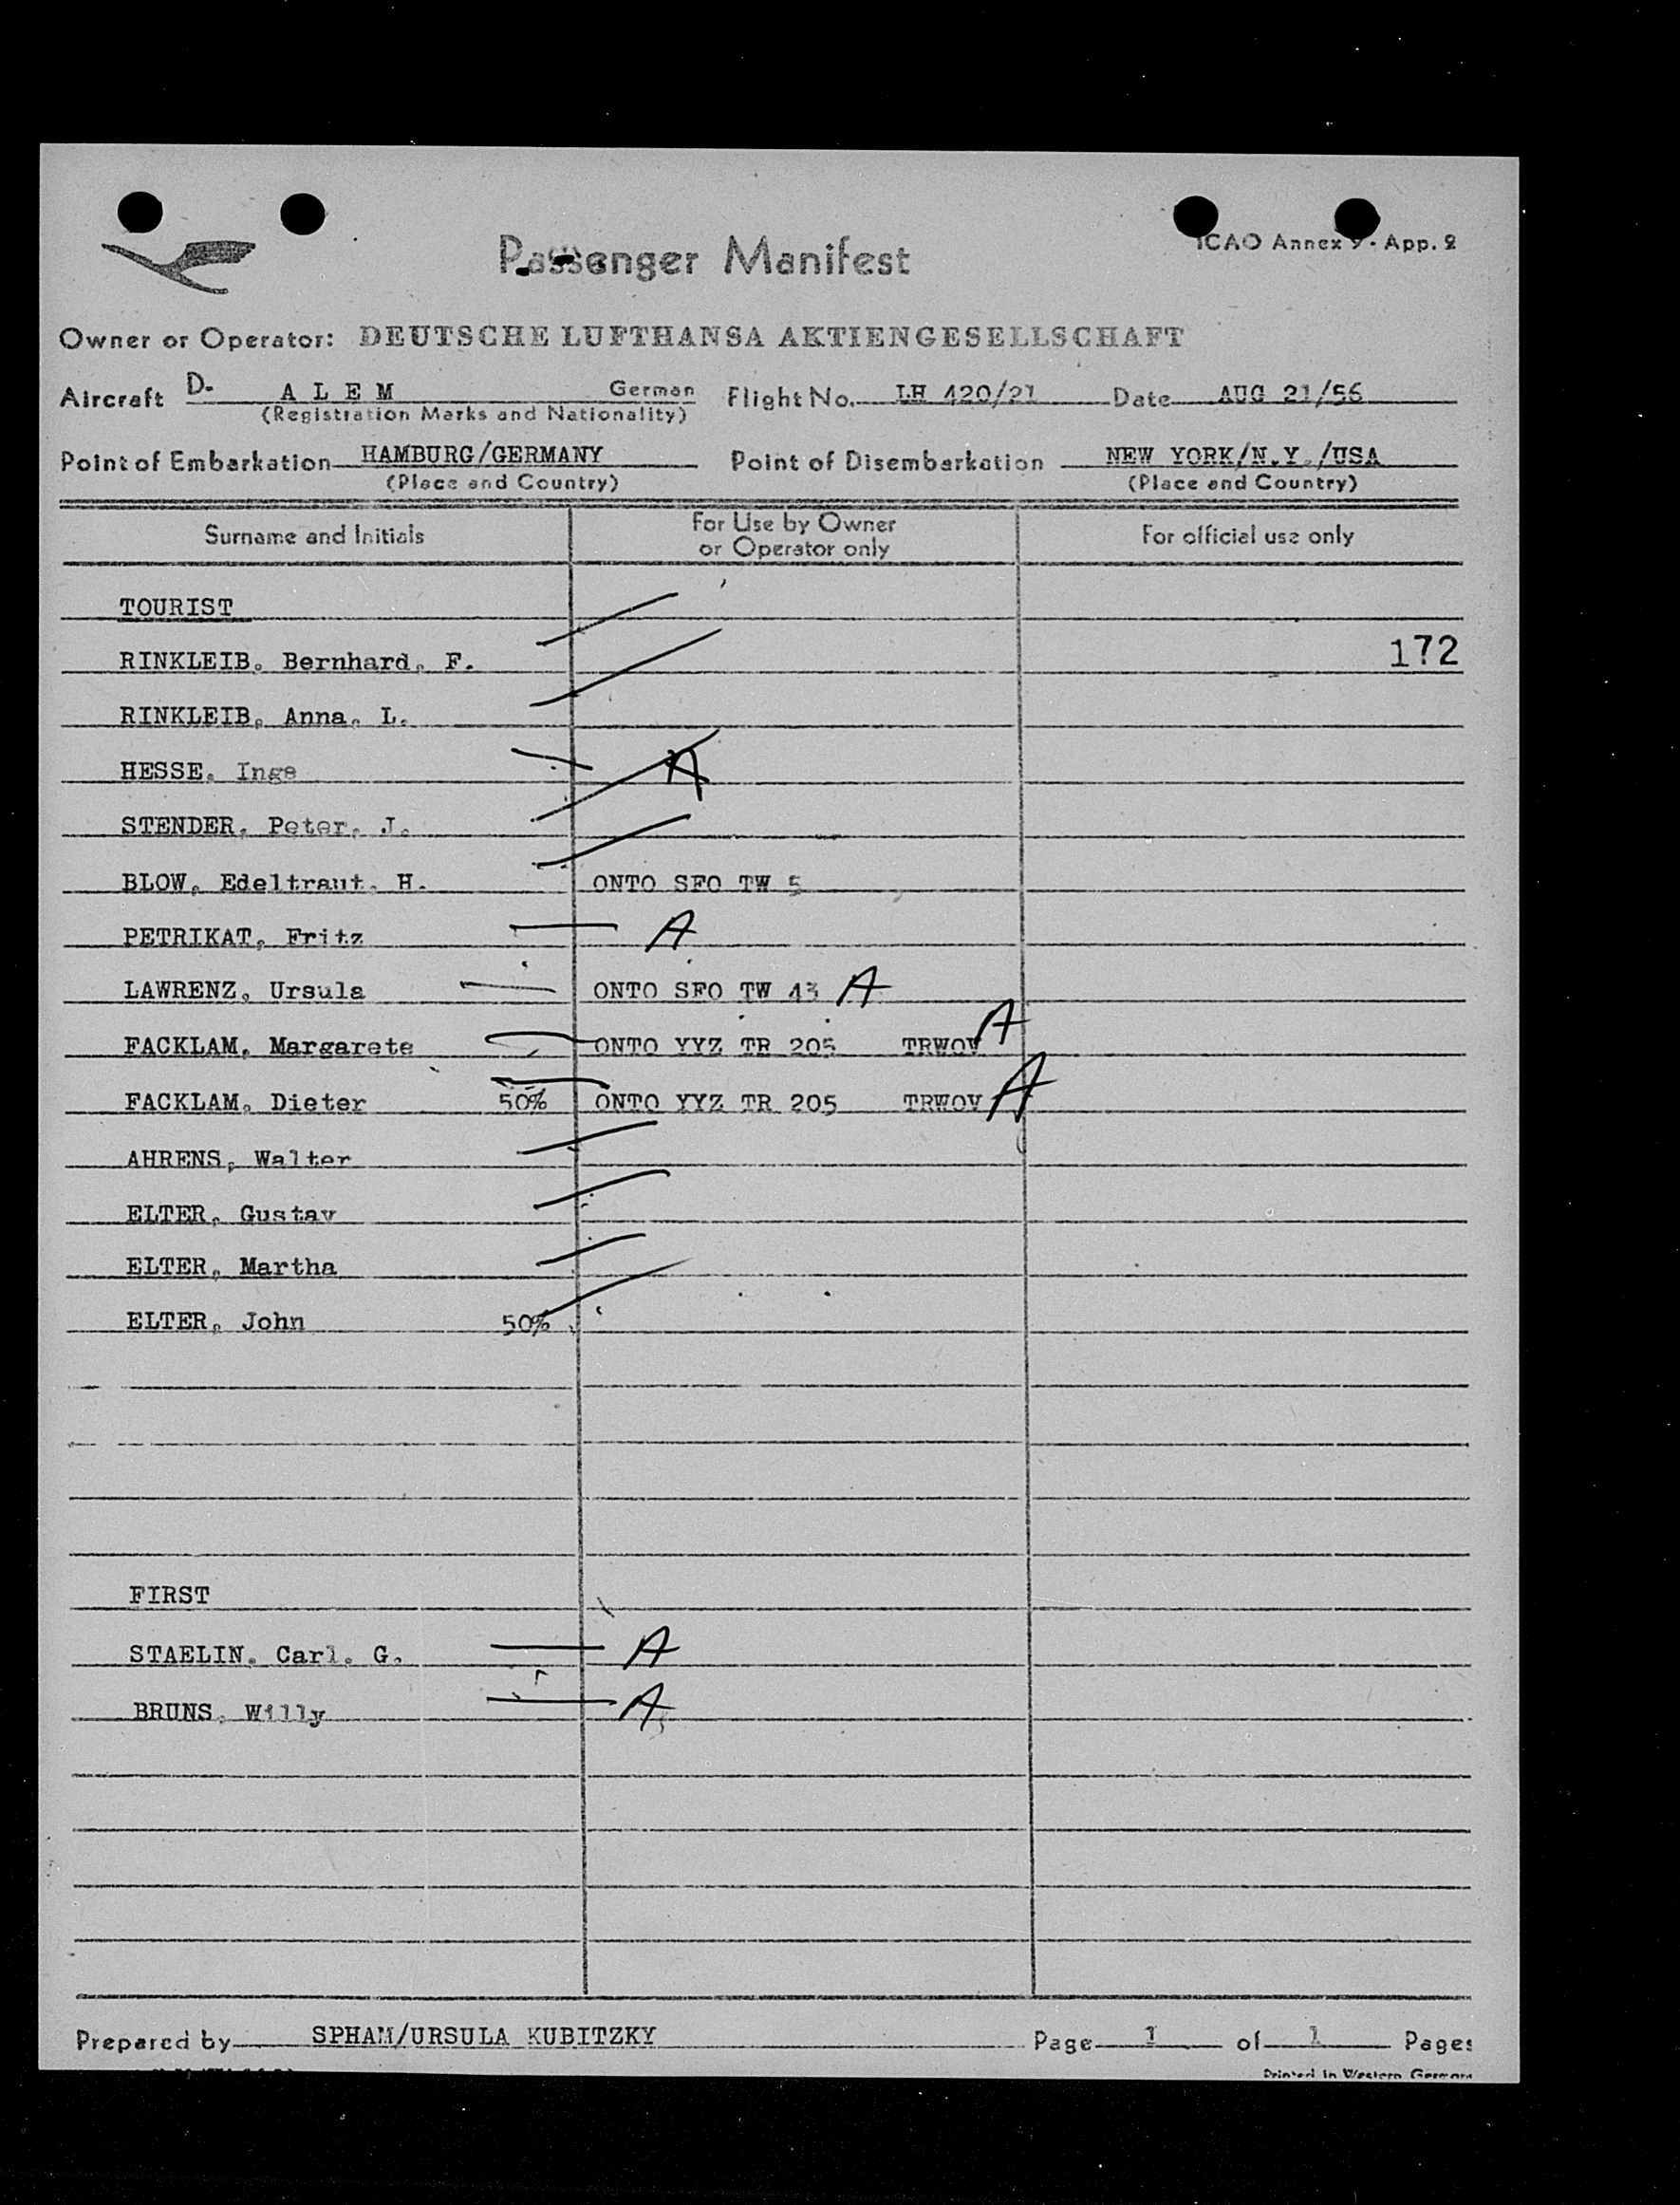 Passenger Manifest
ICAO Annex 9 - App. 2
Owner or Operator: DEUTSCHE LUFTHANSA AKTIENGESELLSCHAFT
Aircraft D- A L E M German Flight No. LH 420/21 Date AUG 21/56
(Registration Marks and Nationality)
Point of Embarkation HAMBURG/GERMANY Point of Disembarkation NEW YORK/N.Y./USA
(Place and Country) (Place and Country)
Surname and Initials For Use by Owner or Operator only For official use only
TOURIST
RINKLEIB, Bernhard, F. 172
RINKLEIB, Anna, L.
HESSE, Inge A
STENDER, Peter, J.
BLOW, Edeltraut, H. ONTO SFO TW 5
PETRIKAT, Fritz A
LAWRENZ, Ursula ONTO SFO TW 43 A
FACKLAM, Margarete ONTO YYZ TR 205 TRWOV A
FACKLAM, Dieter 50% ONTO YYZ TR 205 TRWOV A
AHRENS, Walter
ELTER, Gustav
ELTER, Martha
ELTER, John 50%
FIRST
STAELIN, Carl, G. A
BRUNS, Willy A
Prepared by SPHAM/URSULA KUBITZKY Page 1 of 1 Pages
Printed in Western Germany